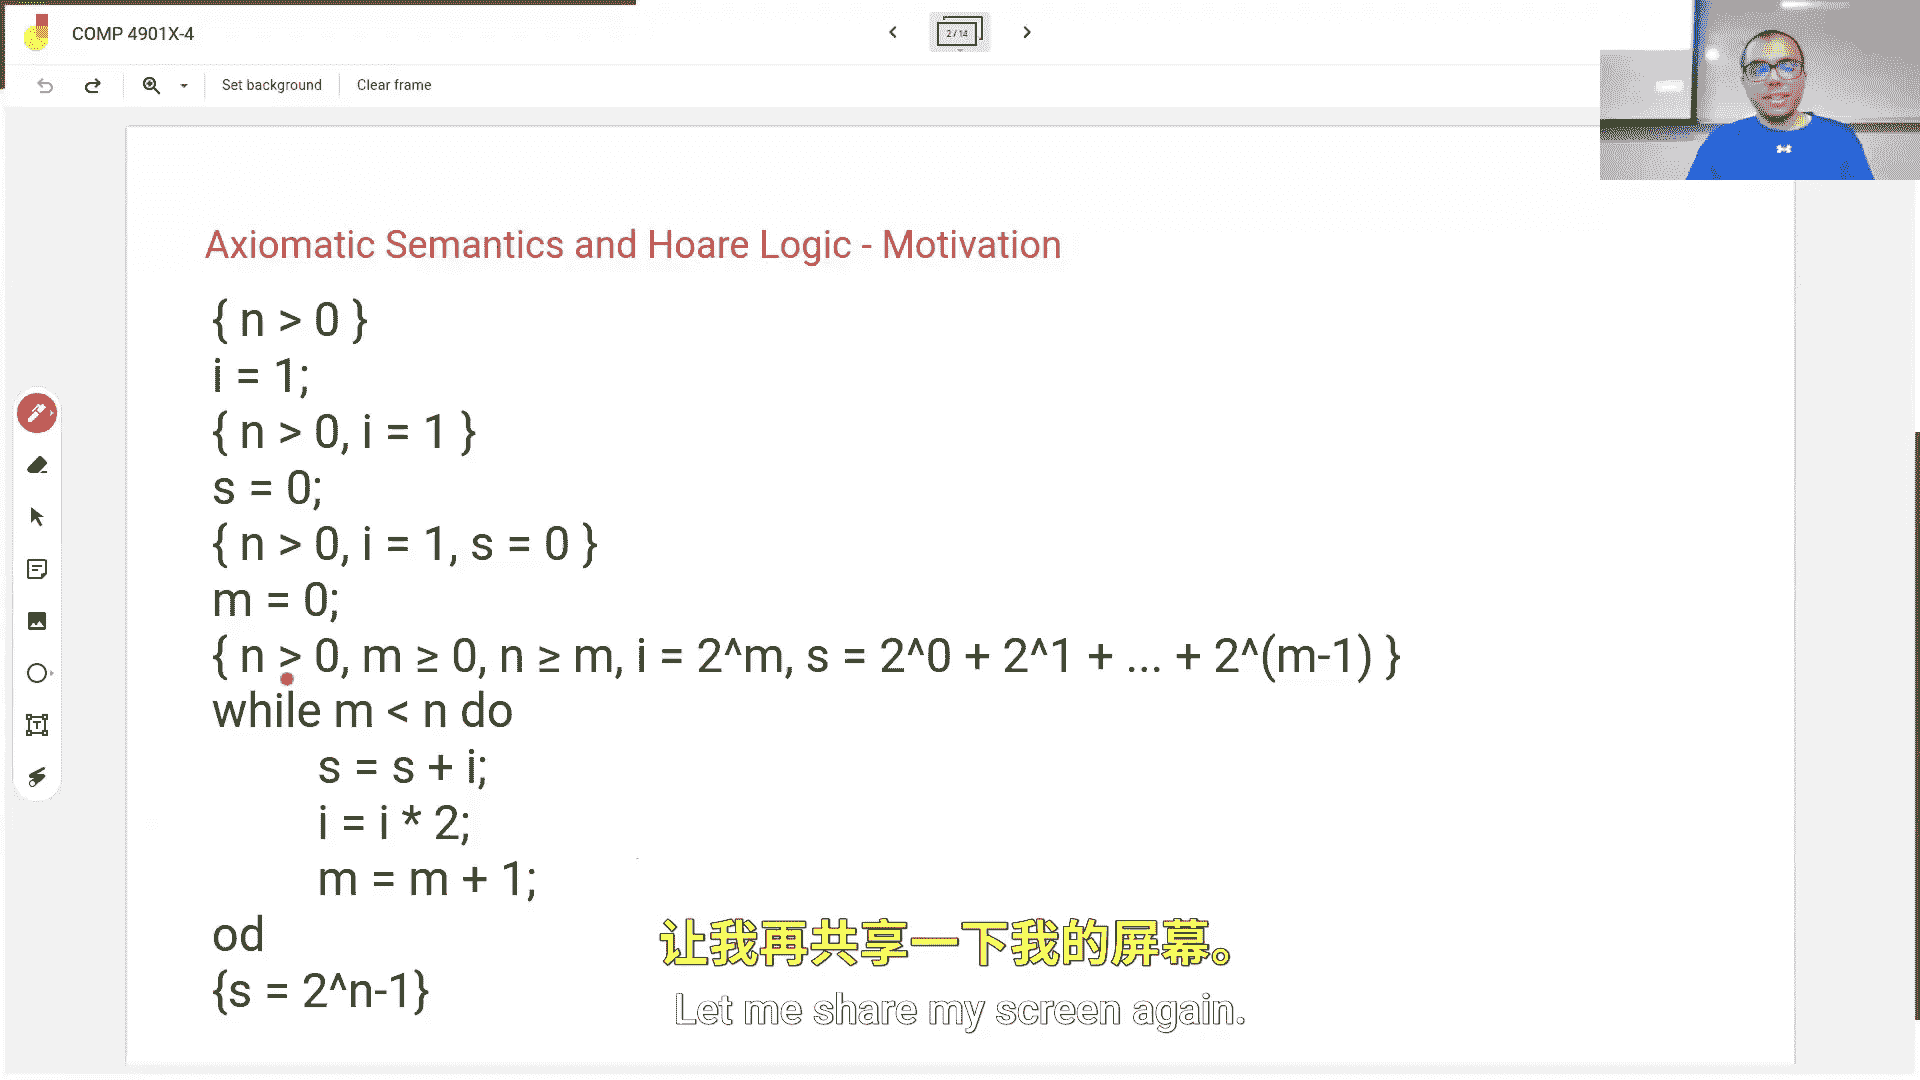 COMP 4901X-4
2 / 14
Set background
Clear frame
Axiomatic Semantics and Hoare Logic - Motivation
{ n > 0 }
i = 1;
{ n > 0, i = 1 }
s = 0;
{ n > 0, i = 1, s = 0 }
m = 0;
{ n > 0, m ≥ 0, n ≥ m, i = 2^m, s = 2^0 + 2^1 + ... + 2^(m-1) }
while m < n do
s = s + i;
i = i * 2;
m = m + 1;
od
{s = 2^n-1}
让我再共享一下我的屏幕。
Let me share my screen again.